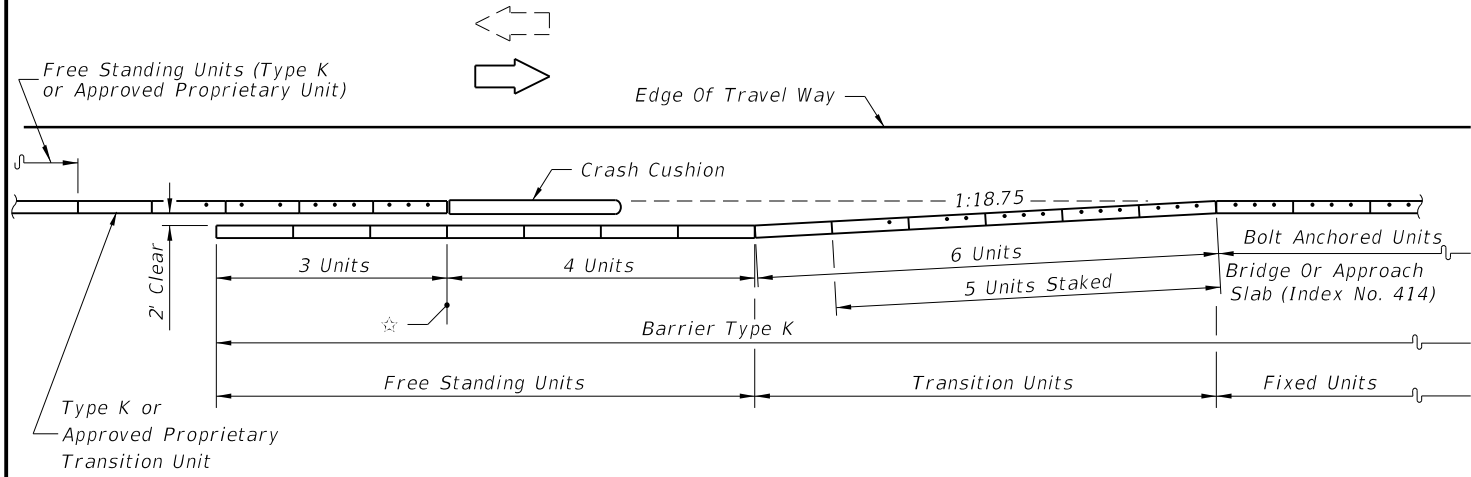 Free Standing Units (Type K
or Approved Proprietary Unit)
Edge Of Travel Way
Crash Cushion
1:18.75
2' Clear
3 Units
4 Units
6 Units
5 Units Staked
Bolt Anchored Units
Bridge Or Approach
Slab (Index No. 414)
Barrier Type K
Free Standing Units
Transition Units
Fixed Units
Type K or
Approved Proprietary
Transition Unit